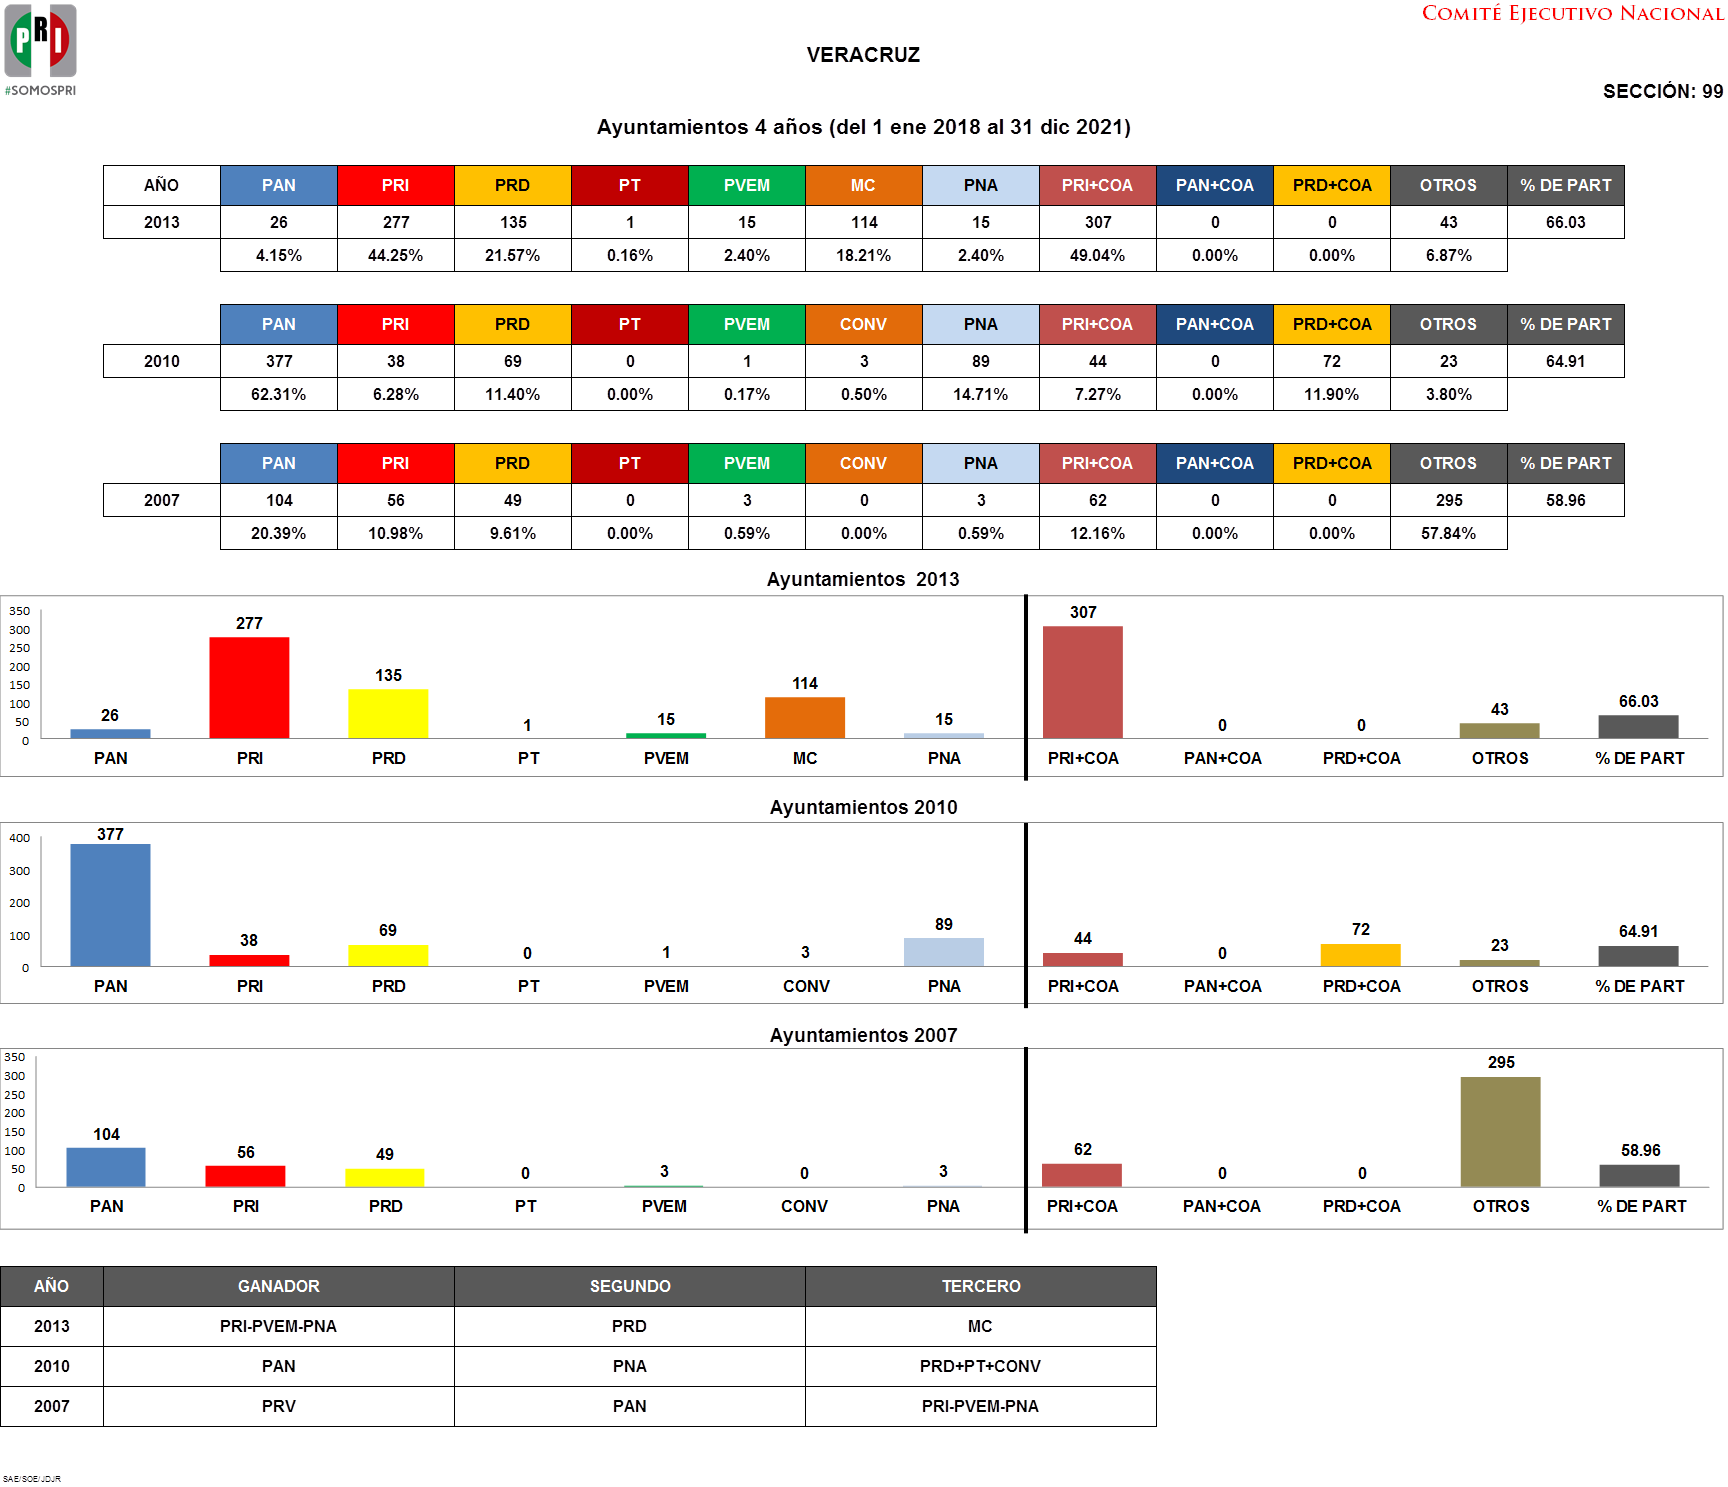 COMITÉ EJECUTIVO NACIONAL
PRI
#SOMOSPRI
VERACRUZ
SECCIÓN: 99
Ayuntamientos 4 años (del 1 ene 2018 al 31 dic 2021)
AÑO PAN PRI PRD PT PVEM MC PNA PRI+COA PAN+COA PRD+COA OTROS % DE PART
2013 26 277 135 1 15 114 15 307 0 0 43 66.03
4.15% 44.25% 21.57% 0.16% 2.40% 18.21% 2.40% 49.04% 0.00% 0.00% 6.87%
PAN PRI PRD PT PVEM CONV PNA PRI+COA PAN+COA PRD+COA OTROS % DE PART
2010 377 38 69 0 1 3 89 44 0 72 23 64.91
62.31% 6.28% 11.40% 0.00% 0.17% 0.50% 14.71% 7.27% 0.00% 11.90% 3.80%
PAN PRI PRD PT PVEM CONV PNA PRI+COA PAN+COA PRD+COA OTROS % DE PART
2007 104 56 49 0 3 0 3 62 0 0 295 58.96
20.39% 10.98% 9.61% 0.00% 0.59% 0.00% 0.59% 12.16% 0.00% 0.00% 57.84%
Ayuntamientos 2013
350
300
250
200
150
100
50
0
26 277 135 1 15 114 15 307 0 0 43 66.03
PAN PRI PRD PT PVEM MC PNA PRI+COA PAN+COA PRD+COA OTROS % DE PART
Ayuntamientos 2010
400
300
200
100
0
377 38 69 0 1 3 89 44 0 72 23 64.91
PAN PRI PRD PT PVEM CONV PNA PRI+COA PAN+COA PRD+COA OTROS % DE PART
Ayuntamientos 2007
350
300
250
200
150
100
50
0
104 56 49 0 3 0 3 62 0 0 295 58.96
PAN PRI PRD PT PVEM CONV PNA PRI+COA PAN+COA PRD+COA OTROS % DE PART
AÑO GANADOR SEGUNDO TERCERO
2013 PRI-PVEM-PNA PRD MC
2010 PAN PNA PRD+PT+CONV
2007 PRV PAN PRI-PVEM-PNA
SAE/SOE/JDJR